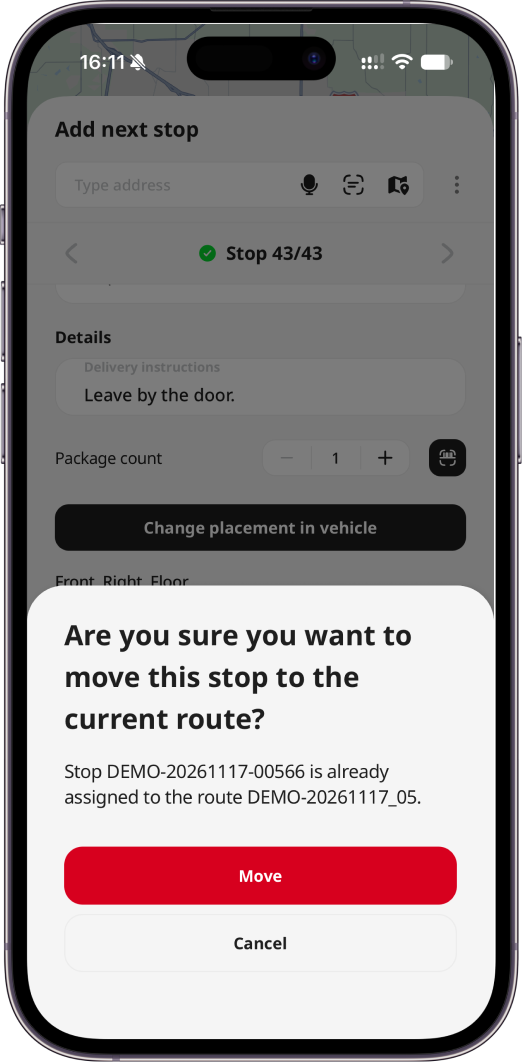 16:11
Add next stop
Type address
Stop 43/43
Details
Delivery instructions
Leave by the door.
Package count
1
Change placement in vehicle
Front, Right, Floor
Are you sure you want to
move this stop to the
current route?
Stop DEMO-20261117-00566 is already
assigned to the route DEMO-20261117_05.
Move
Cancel